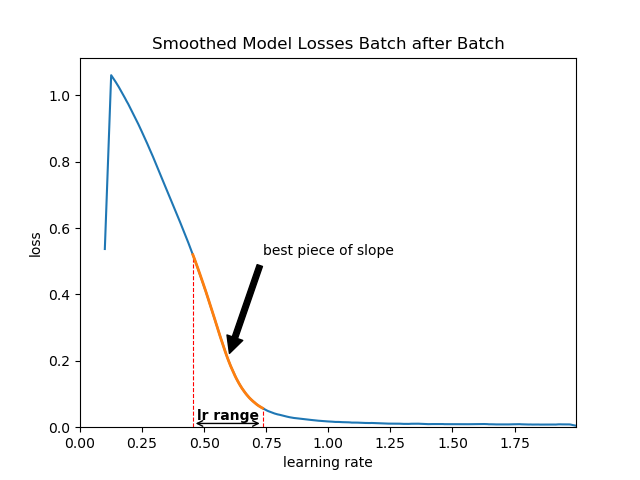 Smoothed Model Losses Batch after Batch
1.0
0.8
0.6
0.4
0.2
0.0
loss
best piece of slope
lr range
0.00 0.25 0.50 0.75 1.00 1.25 1.50 1.75
learning rate